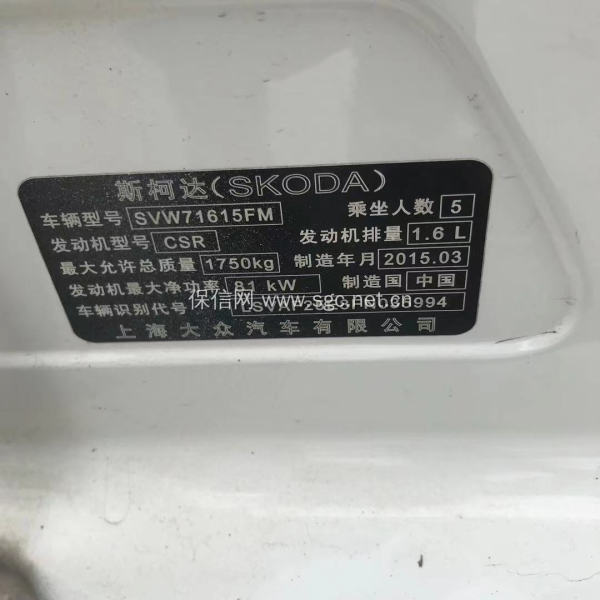 斯柯达(SKODA)
车辆型号 SVW71615FM 乘坐人数 5
发动机型号 CSR 发动机排量 1.6 L
最大允许总质量 1750kg 制造年月 2015.03
发动机最大净功率 81 kW 制造国 中国
保信网 www.sgc.net.cn
车辆识别代号
上海大众汽车有限公司